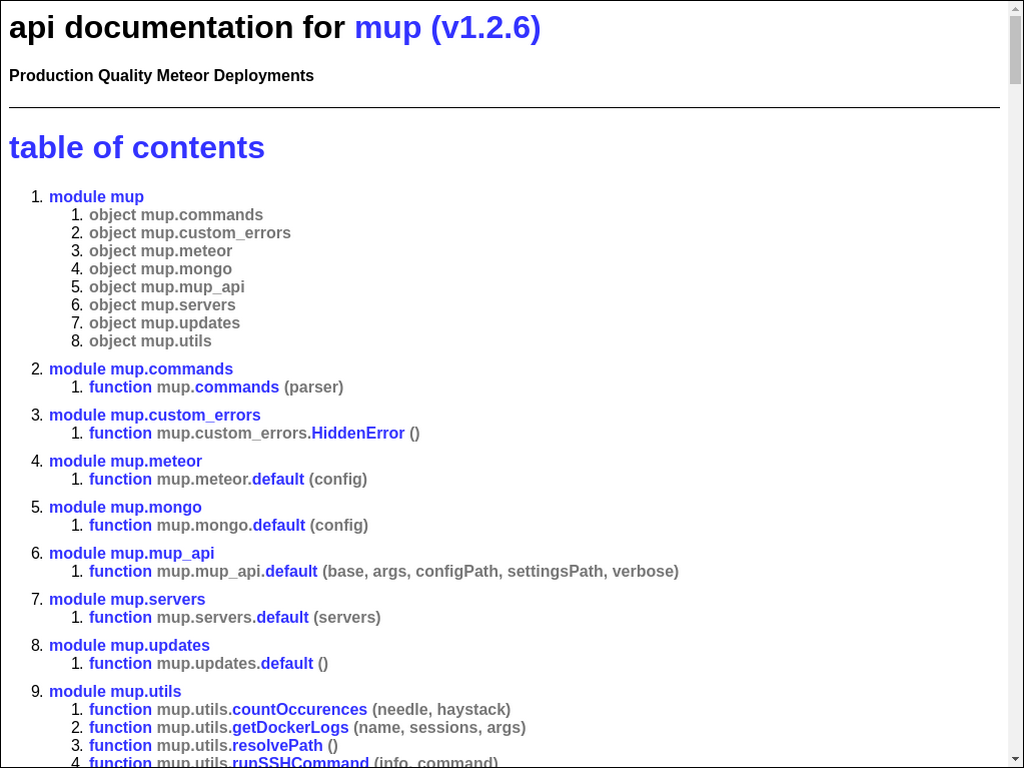 api documentation for mup (v1.2.6)
Production Quality Meteor Deployments
table of contents
1. module mup
1. object mup.commands
2. object mup.custom_errors
3. object mup.meteor
4. object mup.mongo
5. object mup.mup_api
6. object mup.servers
7. object mup.updates
8. object mup.utils
2. module mup.commands
1. function mup.commands (parser)
3. module mup.custom_errors
1. function mup.custom_errors.HiddenError ()
4. module mup.meteor
1. function mup.meteor.default (config)
5. module mup.mongo
1. function mup.mongo.default (config)
6. module mup.mup_api
1. function mup.mup_api.default (base, args, configPath, settingsPath, verbose)
7. module mup.servers
1. function mup.servers.default (servers)
8. module mup.updates
1. function mup.updates.default ()
9. module mup.utils
1. function mup.utils.countOccurences (needle, haystack)
2. function mup.utils.getDockerLogs (name, sessions, args)
3. function mup.utils.resolvePath ()
4. function mup.utils.runSSHCommand (info, command)